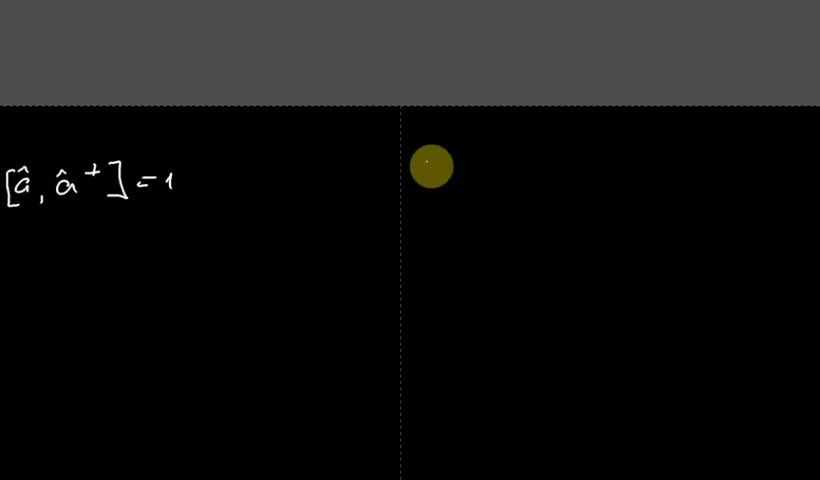 [â, â⁺] = 1